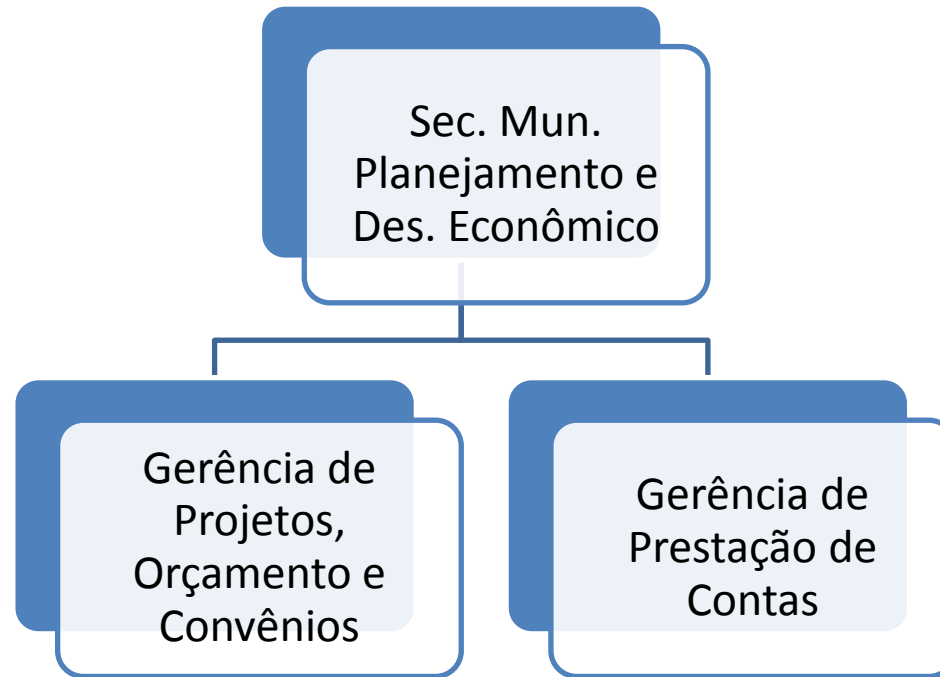 Sec. Mun.
Planejamento e
Des. Econômico
Gerência de
Projetos,
Orçamento e
Convênios
Gerência de
Prestação de
Contas